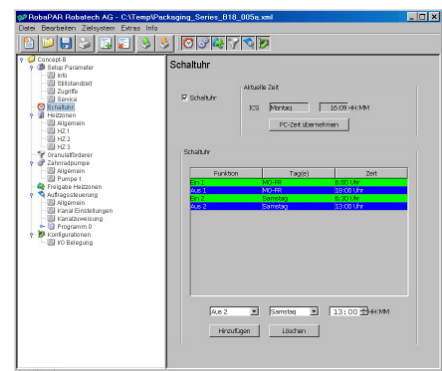 RobaPAR Robatech AG - C:\Temp\Packaging_Series_B18_005a.xml
Datei Bearbeiten Zielsystem Extras Info
Concept-B
Setup Parameter
Info
Stillstandzeit
Zugriffe
Service
Schaltuhr
Heizzonen
Allgemein
HZ 1
HZ 2
HZ 3
Granulatförderer
Zahnradpumpe
Allgemein
Pumpe 1
Freigabe Heizzonen
Auftragssteuerung
Allgemein
Kanal Einstellungen
Kanalzuweisung
Programm 0
Konfigurationen
I/O Belegung
Schaltuhr
Schaltuhr
Aktuelle Zeit
ICS Montag 16:09 HH:MM
PC-Zeit übernehmen
Schaltuhr
Funktion Tag(e) Zeit
Ein 1 MO-FR 6:00 Uhr
Aus 1 MO-FR 18:00 Uhr
Ein 2 Samstag 6:30 Uhr
Aus 2 Samstag 13:00 Uhr
Aus 2 Samstag 13:00 HH:MM
Hinzufügen Löschen